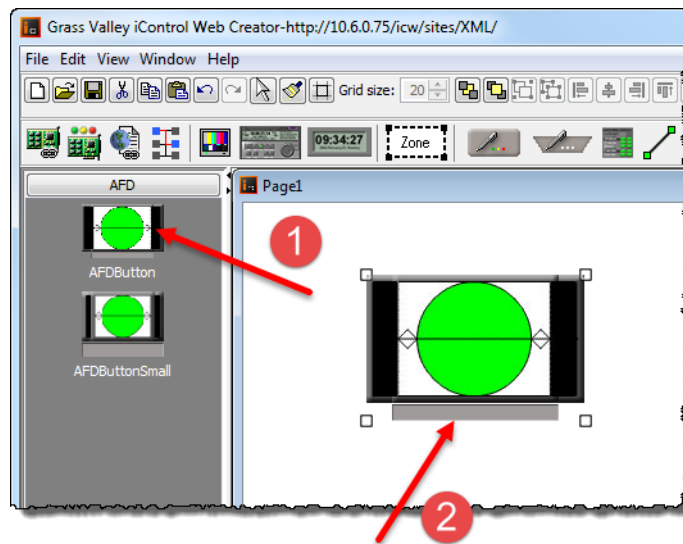 Grass Valley iControl Web Creator-http://10.6.0.75/icw/sites/XML/
File Edit View Window Help
Grid size: 20
09:34:27
Zone
AFD
Page1
1
AFDButton
AFDButtonSmall
2